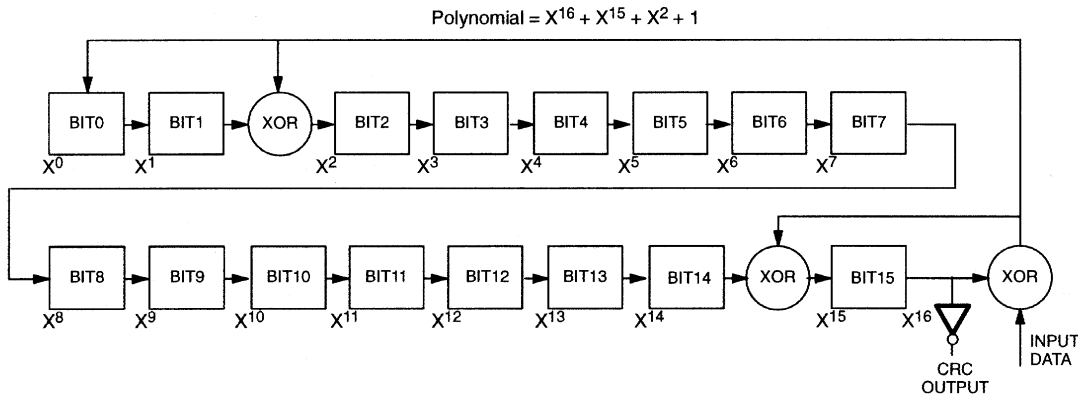 Polynomial = X16 + X15 + X2 + 1
BIT0 BIT1 XOR BIT2 BIT3 BIT4 BIT5 BIT6 BIT7
X0 X1 X2 X3 X4 X5 X6 X7
BIT8 BIT9 BIT10 BIT11 BIT12 BIT13 BIT14 XOR BIT15 XOR
X8 X9 X10 X11 X12 X13 X14 X15 X16
INPUT
DATA
CRC
OUTPUT